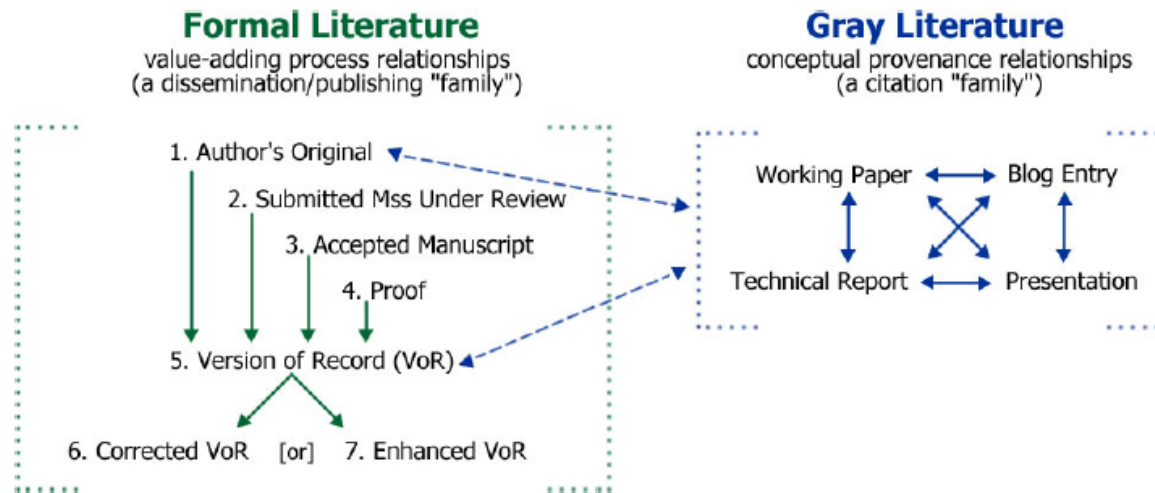 Formal Literature
value-adding process relationships
(a dissemination/publishing "family")
1. Author's Original
2. Submitted Mss Under Review
3. Accepted Manuscript
4. Proof
5. Version of Record (VoR)
6. Corrected VoR [or] 7. Enhanced VoR
Gray Literature
conceptual provenance relationships
(a citation "family")
Working Paper Blog Entry
Technical Report Presentation